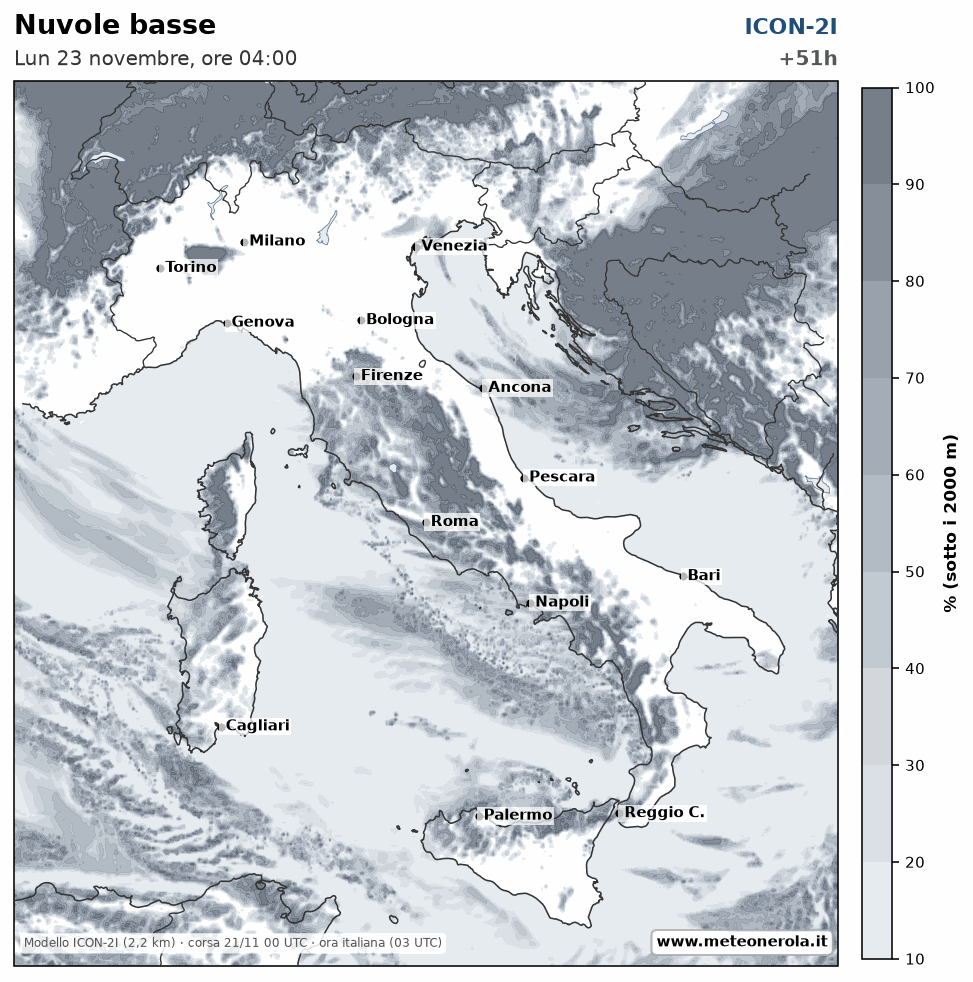 Nuvole basse
ICON-2I
Lun 23 novembre, ore 04:00
+51h
Milano
Venezia
Torino
Genova
Bologna
Firenze
Ancona
Pescara
Roma
Bari
Napoli
Cagliari
Palermo
Reggio C.
Modello ICON-2I (2,2 km) · corsa 21/11 00 UTC · ora italiana (03 UTC)
www.meteonerola.it
100
90
80
70
60
50
40
30
20
10
% (sotto i 2000 m)